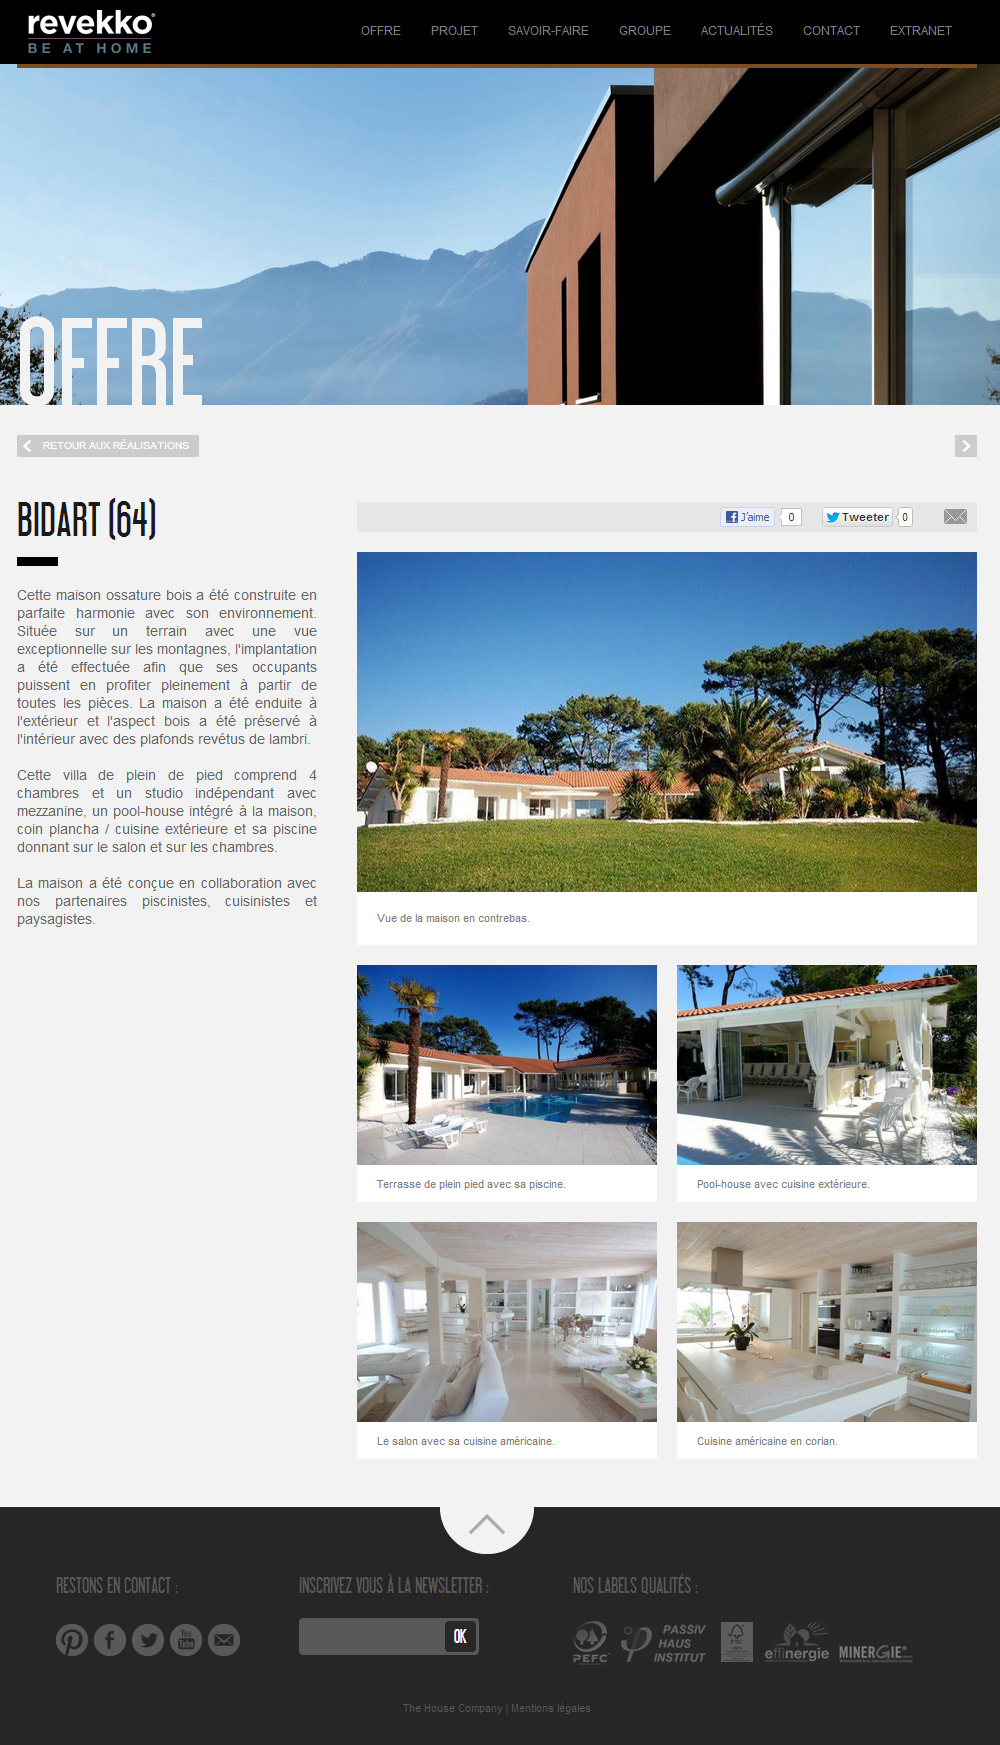 revekko®
BE AT HOME
OFFRE
PROJET
SAVOIR-FAIRE
GROUPE
ACTUALITÉS
CONTACT
EXTRANET
OFFRE
RETOUR AUX RÉALISATIONS
BIDART (64)
J'aime
0
Tweeter
0
Cette maison ossature bois a été construite en
parfaite harmonie avec son environnement.
Située sur un terrain avec une vue
exceptionnelle sur les montagnes, l'implantation
a été effectuée afin que ses occupants
puissent en profiter pleinement à partir de
toutes les pièces. La maison a été enduite à
l'extérieur et l'aspect bois a été préservé à
l'intérieur avec des plafonds revétus de lambri.
Cette villa de plein de pied comprend 4
chambres et un studio indépendant avec
mezzanine, un pool-house intégré à la maison,
coin plancha / cuisine extérieure et sa piscine
donnant sur le salon et sur les chambres.
La maison a été conçue en collaboration avec
nos partenaires piscinistes, cuisinistes et
paysagistes.
Vue de la maison en contrebas.
Terrasse de plein pied avec sa piscine.
Pool-house avec cuisine extérieure.
Le salon avec sa cuisine américaine.
Cuisine américaine en corian.
RESTONS EN CONTACT :
You
Tube
INSCRIVEZ VOUS À LA NEWSLETTER :
OK
NOS LABELS QUALITÉS :
PEFC
PASSIV
HAUS
INSTITUT
FSC
effinergie
MINERGIE
The House Company | Mentions légales